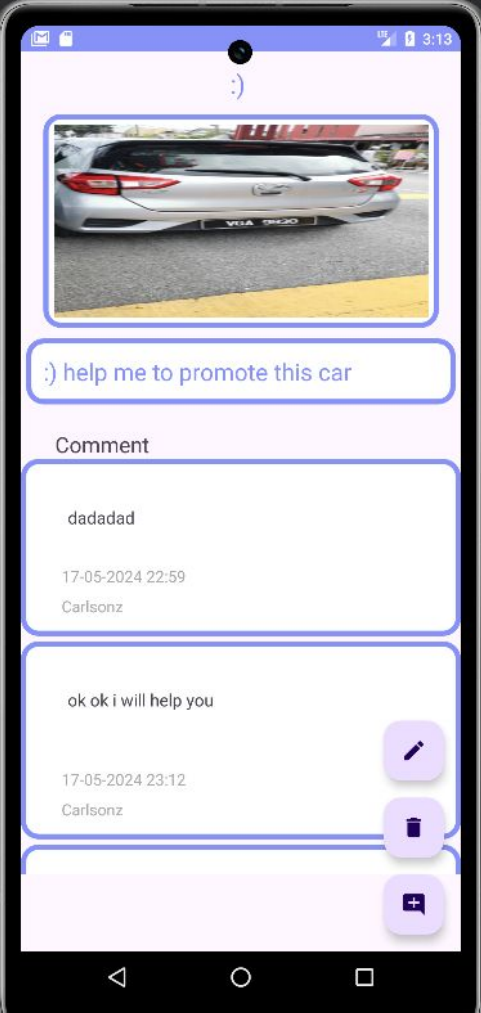 LTE 3:13
:)
:) help me to promote this car
Comment
dadadad
17-05-2024 22:59
Carlsonz
ok ok i will help you
17-05-2024 23:12
Carlsonz